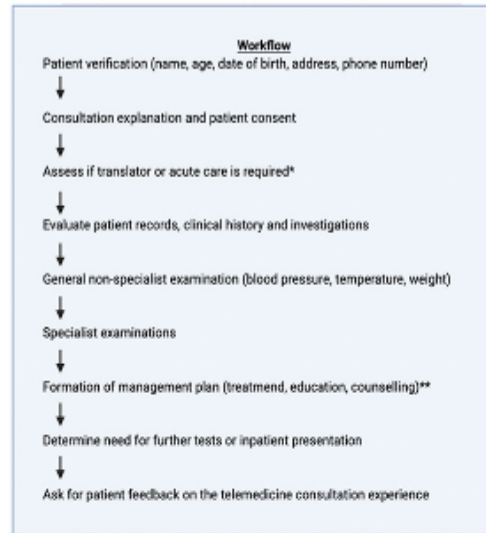 Workflow
Patient verification (name, age, date of birth, address, phone number)
Consultation explanation and patient consent
Assess if translator or acute care is required*
Evaluate patient records, clinical history and investigations
General non-specialist examination (blood pressure, temperature, weight)
Specialist examinations
Formation of management plan (treatmend, education, counselling)**
Determine need for further tests or inpatient presentation
Ask for patient feedback on the telemedicine consultation experience